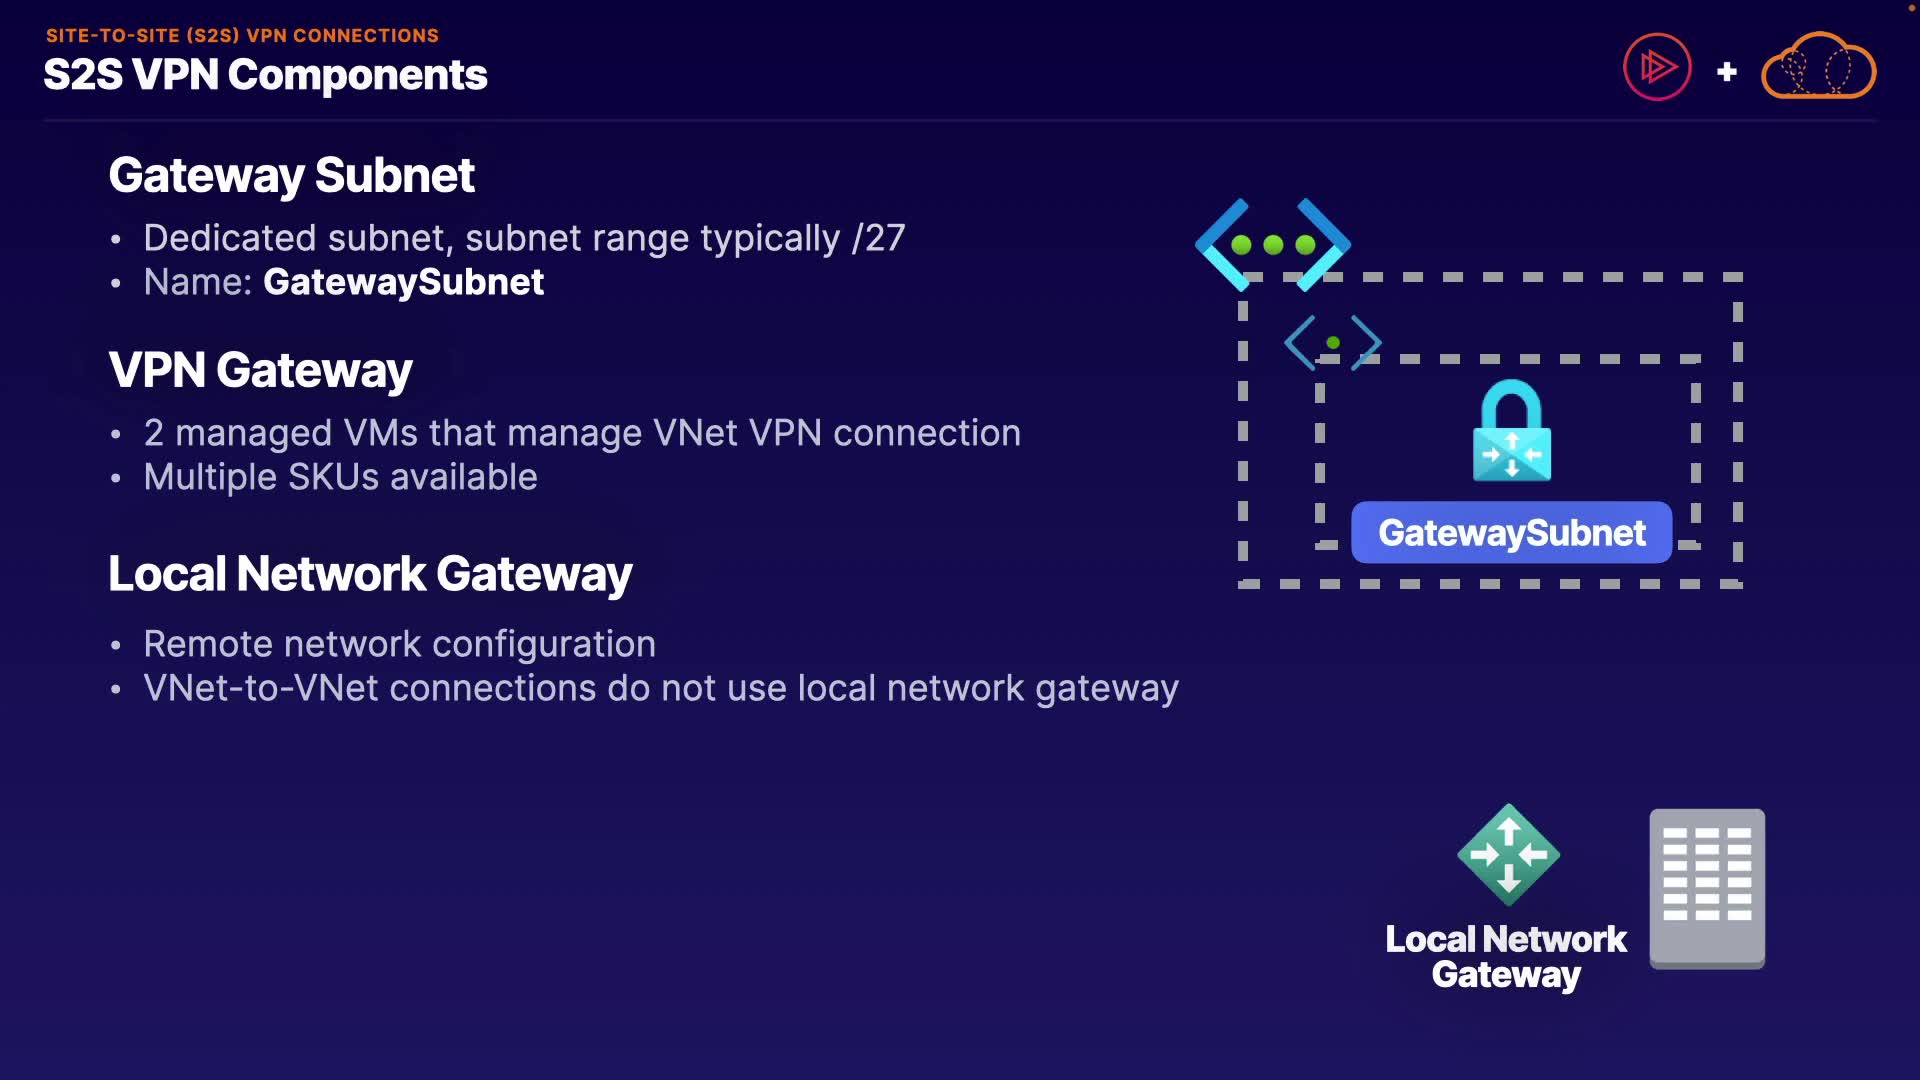 SITE-TO-SITE (S2S) VPN CONNECTIONS
S2S VPN Components
Gateway Subnet
• Dedicated subnet, subnet range typically /27
• Name: GatewaySubnet
VPN Gateway
• 2 managed VMs that manage VNet VPN connection
• Multiple SKUs available
Local Network Gateway
• Remote network configuration
• VNet-to-VNet connections do not use local network gateway
GatewaySubnet
Local Network
Gateway